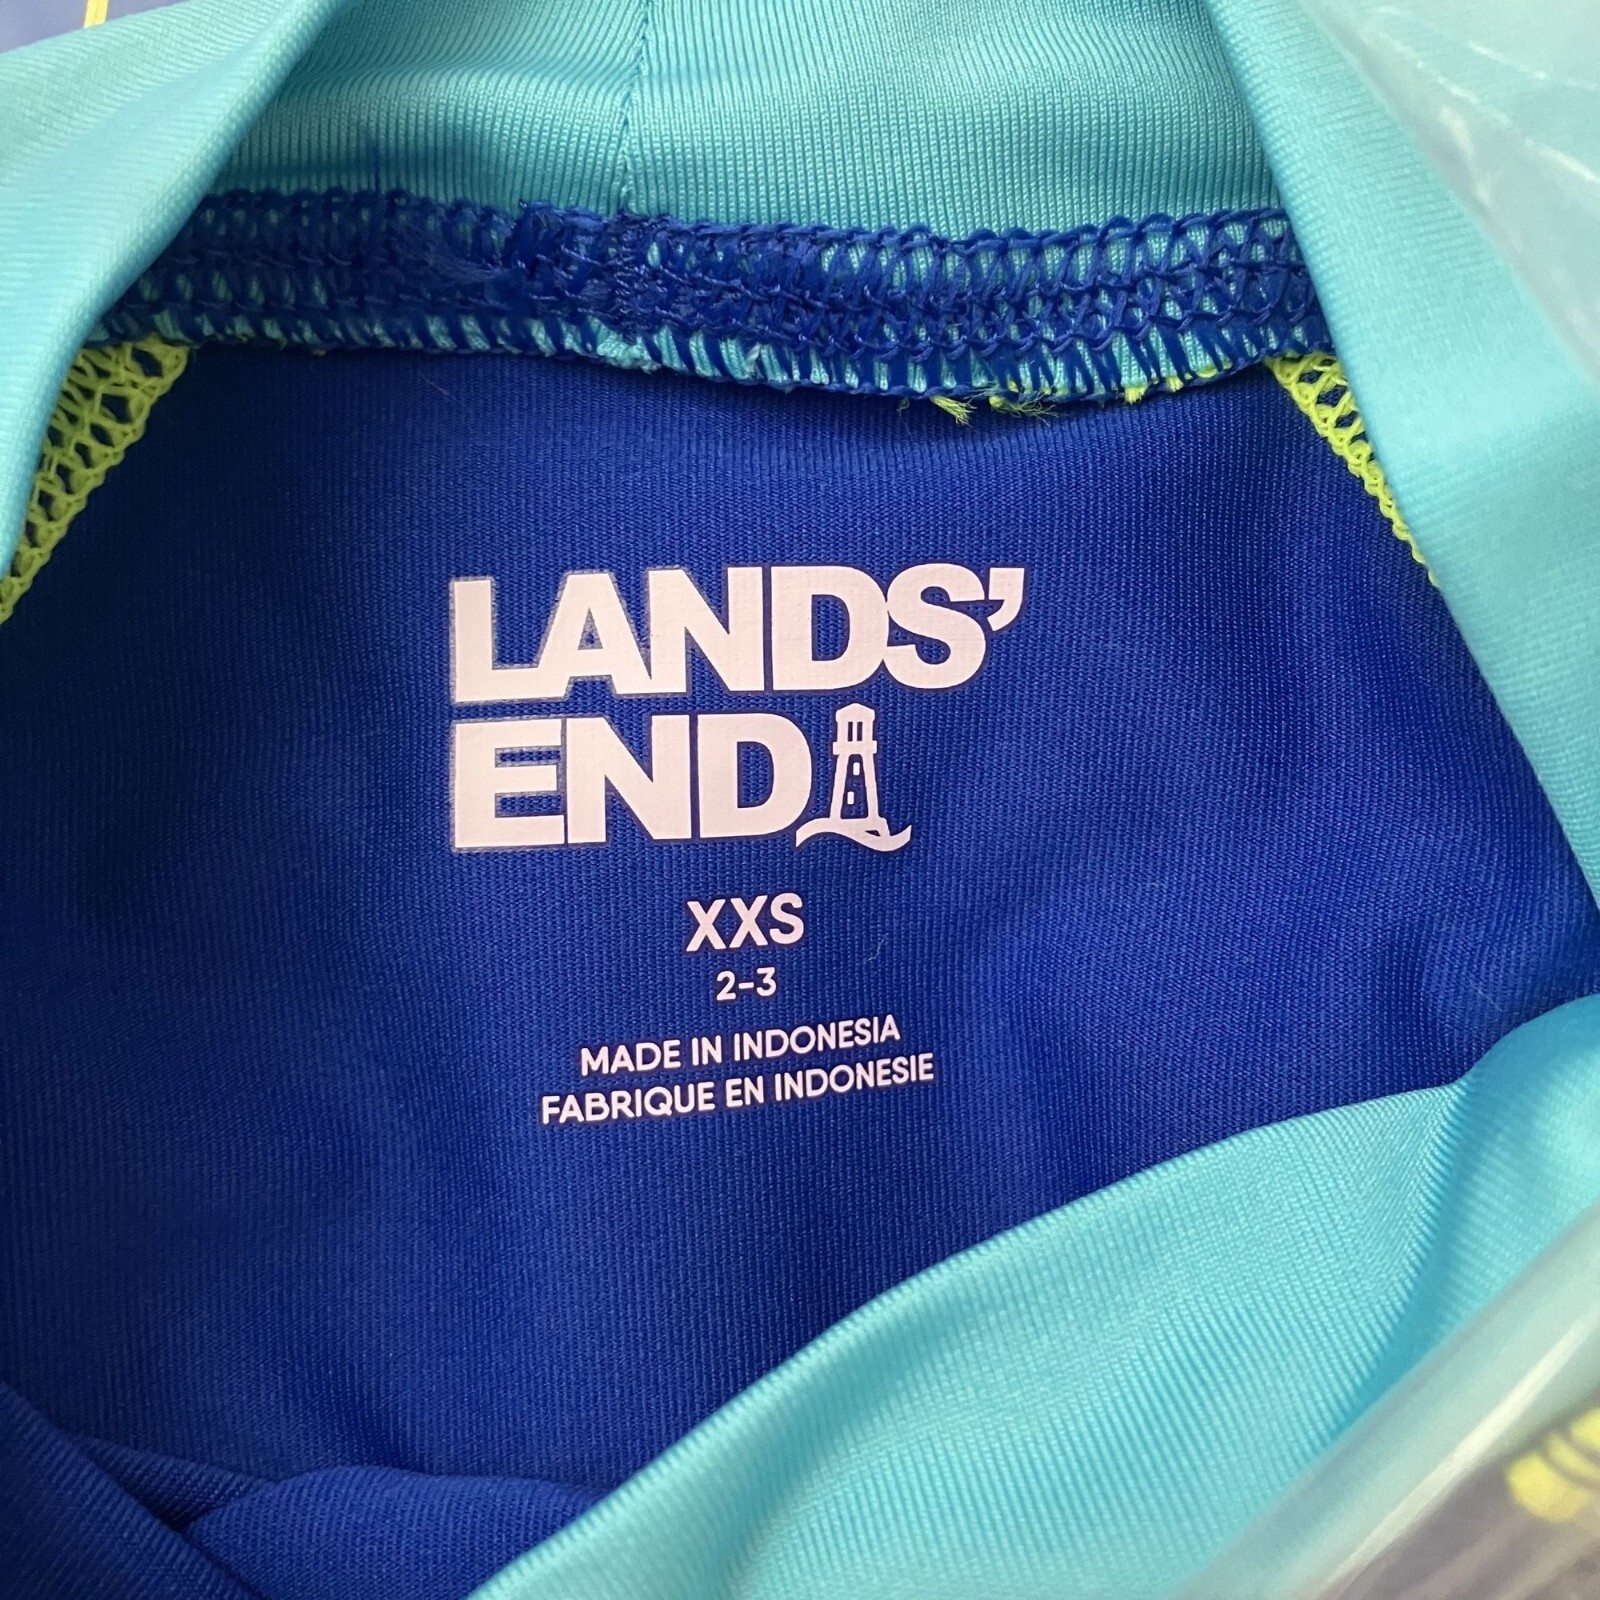 LANDS'
END
XXS
2-3
MADE IN INDONESIA
FABRIQUE EN INDONESIE